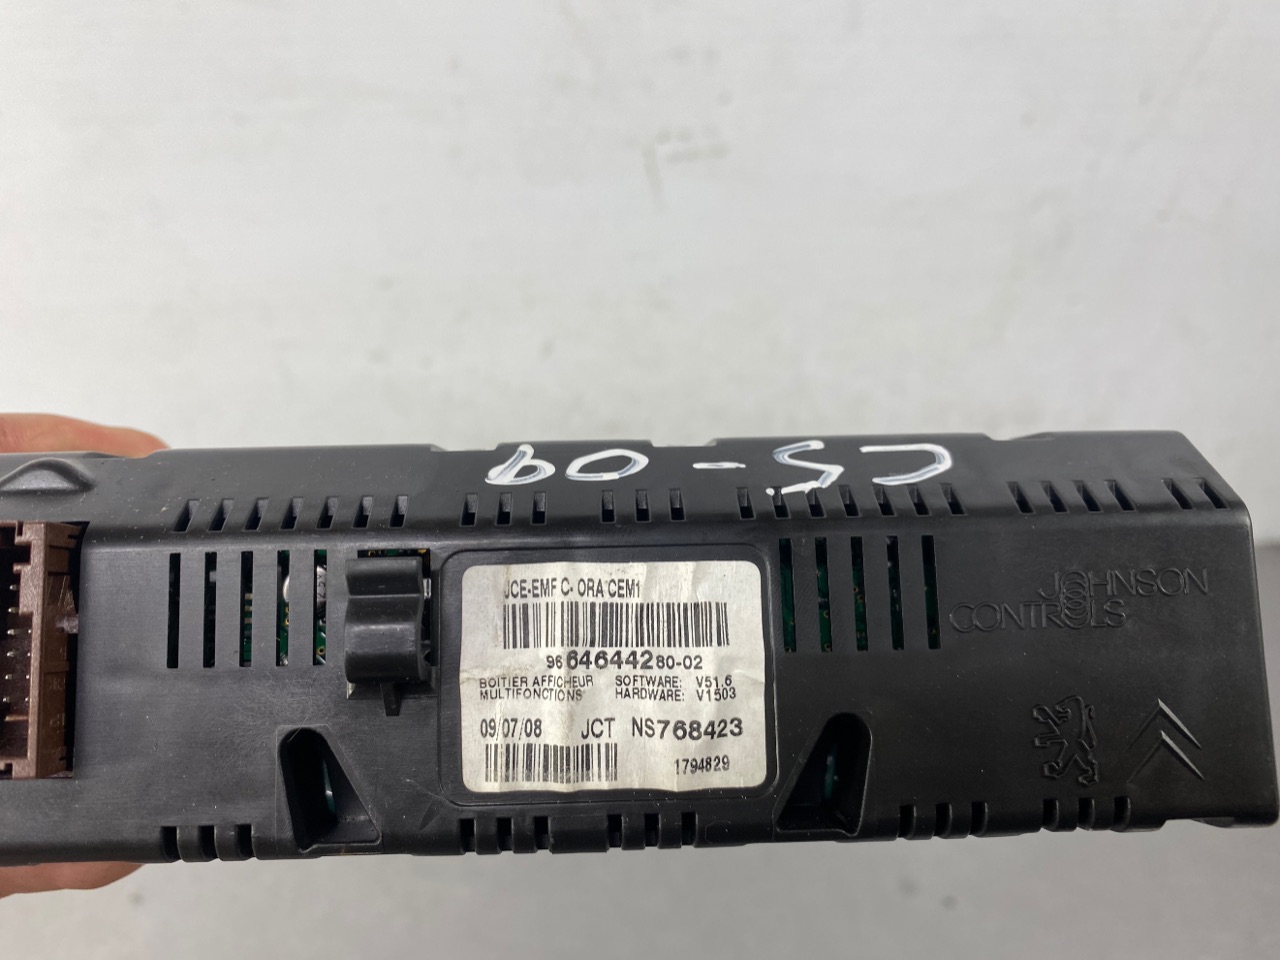 C5-09
JCE-EMF C- ORA CEM1
9664644280-02
BOITIER AFFICHEUR SOFTWARE: V51.6
MULTIFONCTIONS HARDWARE: V1503
09/07/08 JCT NS768423
1794829
JOHNSON
CONTROLS